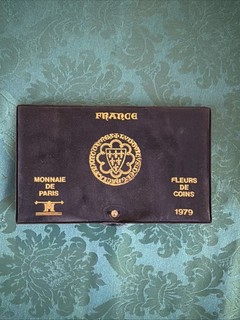 FRANCE
MONNAIE
DE
PARIS
FLEURS
DE
COINS
1979